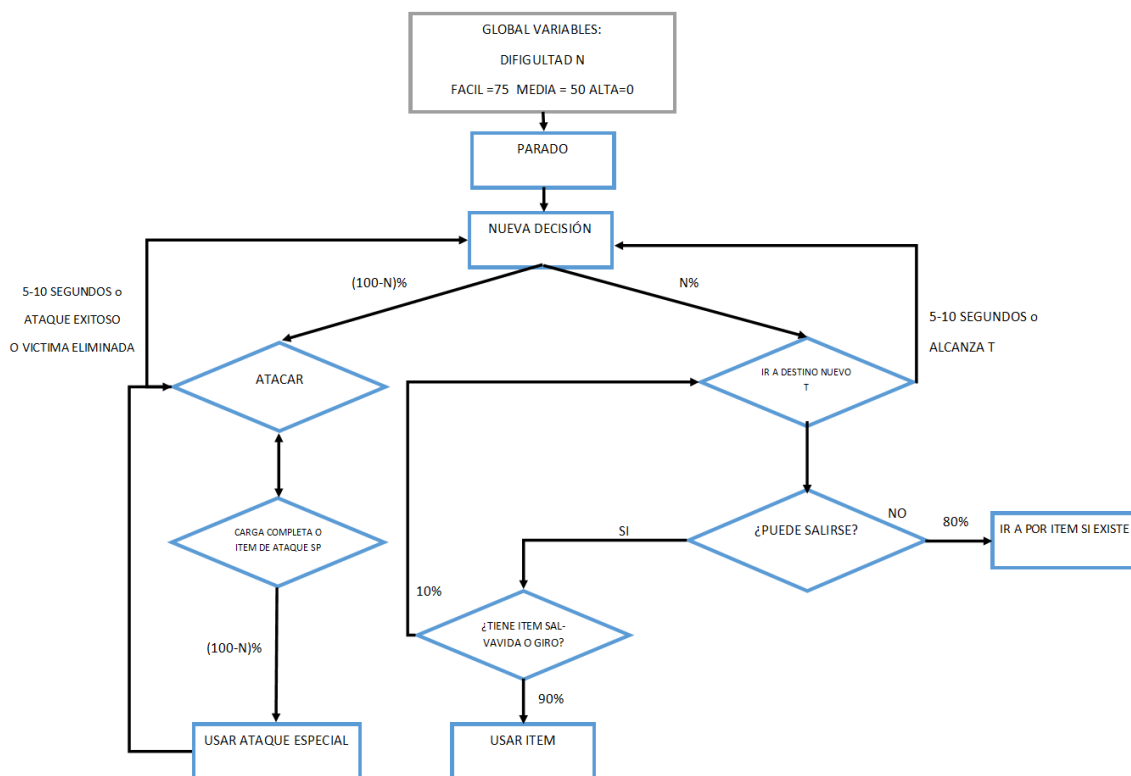 GLOBAL VARIABLES:
DIFIGULTAD N
FACIL =75 MEDIA = 50 ALTA=0
PARADO
NUEVA DECISIÓN
(100-N)%
N%
5-10 SEGUNDOS o
ATAQUE EXITOSO
O VICTIMA ELIMINADA
5-10 SEGUNDOS o
ALCANZA T
ATACAR
IR A DESTINO NUEVO
T
CARGA COMPLETA O
ITEM DE ATAQUE SP
¿PUEDE SALIRSE?
SI
NO
80%
IR A POR ITEM SI EXISTE
10%
¿TIENE ITEM SAL-
VAVIDA O GIRO?
(100-N)%
90%
USAR ATAQUE ESPECIAL
USAR ITEM